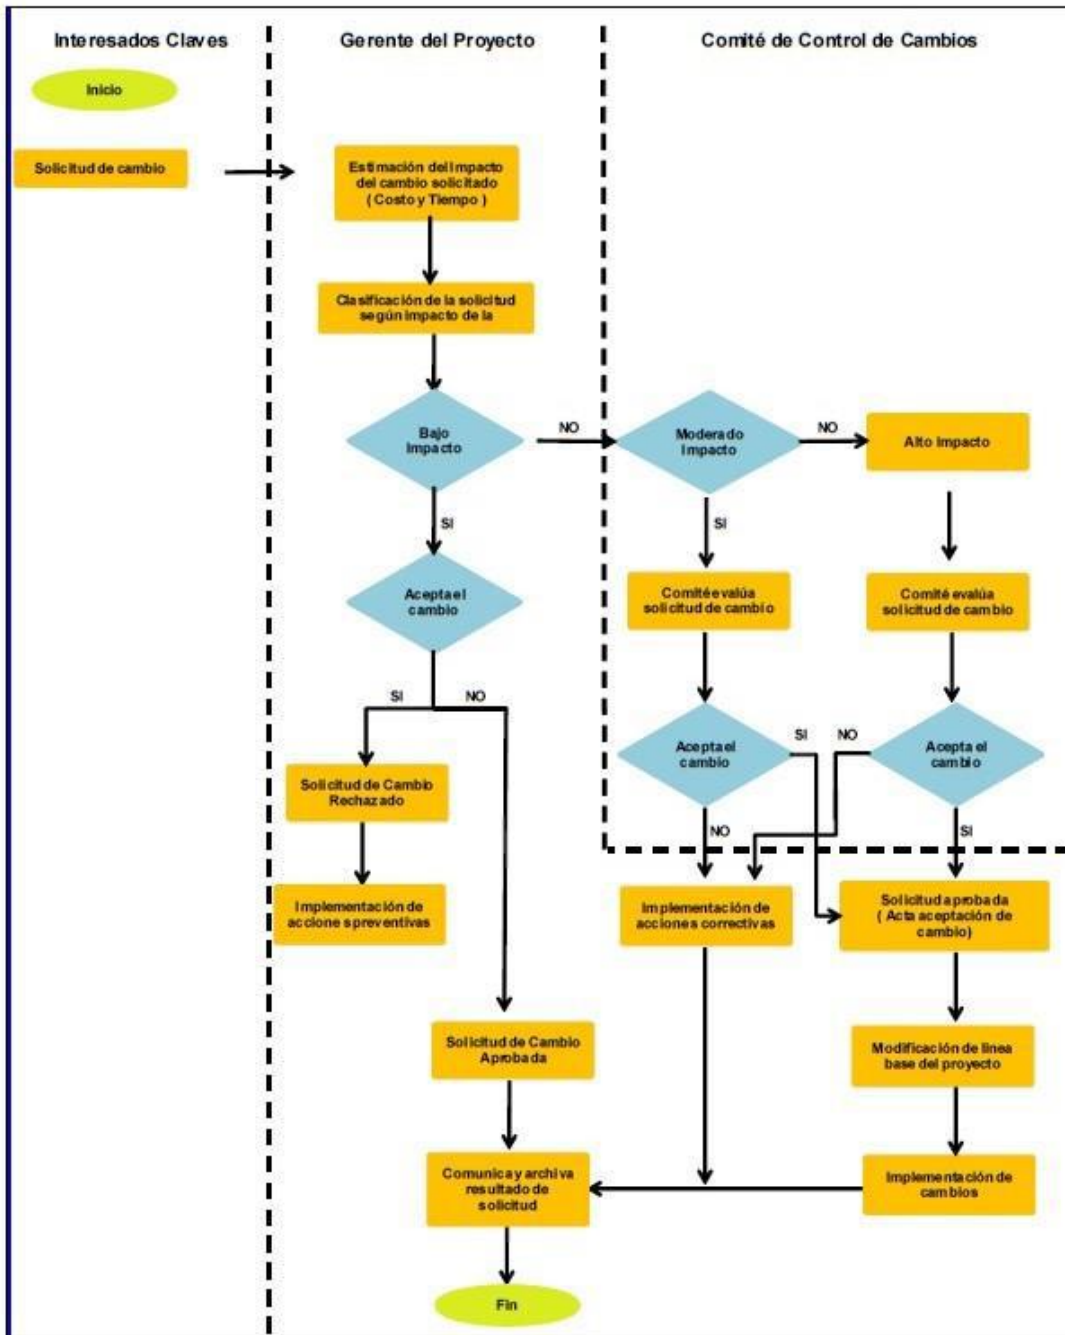 Interesados Claves
Gerente del Proyecto
Comité de Control de Cambios
Inicio
Solicitud de cambio
Estimación del Impacto
del cambio solicitado
( Costo y Tiempo )
Clasificación de la solicitud
según impacto de la
Bajo
Impacto
NO
Moderado
Impacto
NO
Alto Impacto
SI
SI
Acepta el
cambio
Comité evalúa
solicitud de cambio
Comité evalúa
solicitud de cambio
SI
NO
Acepta el
cambio
SI
NO
Acepta el
cambio
Solicitud de Cambio
Rechazado
NO
SI
Implementación de
acciones preventivas
Implementación de
acciones correctivas
Solicitud aprobada
( Acta aceptación de
cambio)
Solicitud de Cambio
Aprobada
Modificación de linea
base del proyecto
Comunica y archiva
resultado de
solicitud
Implementación de
cambios
Fin